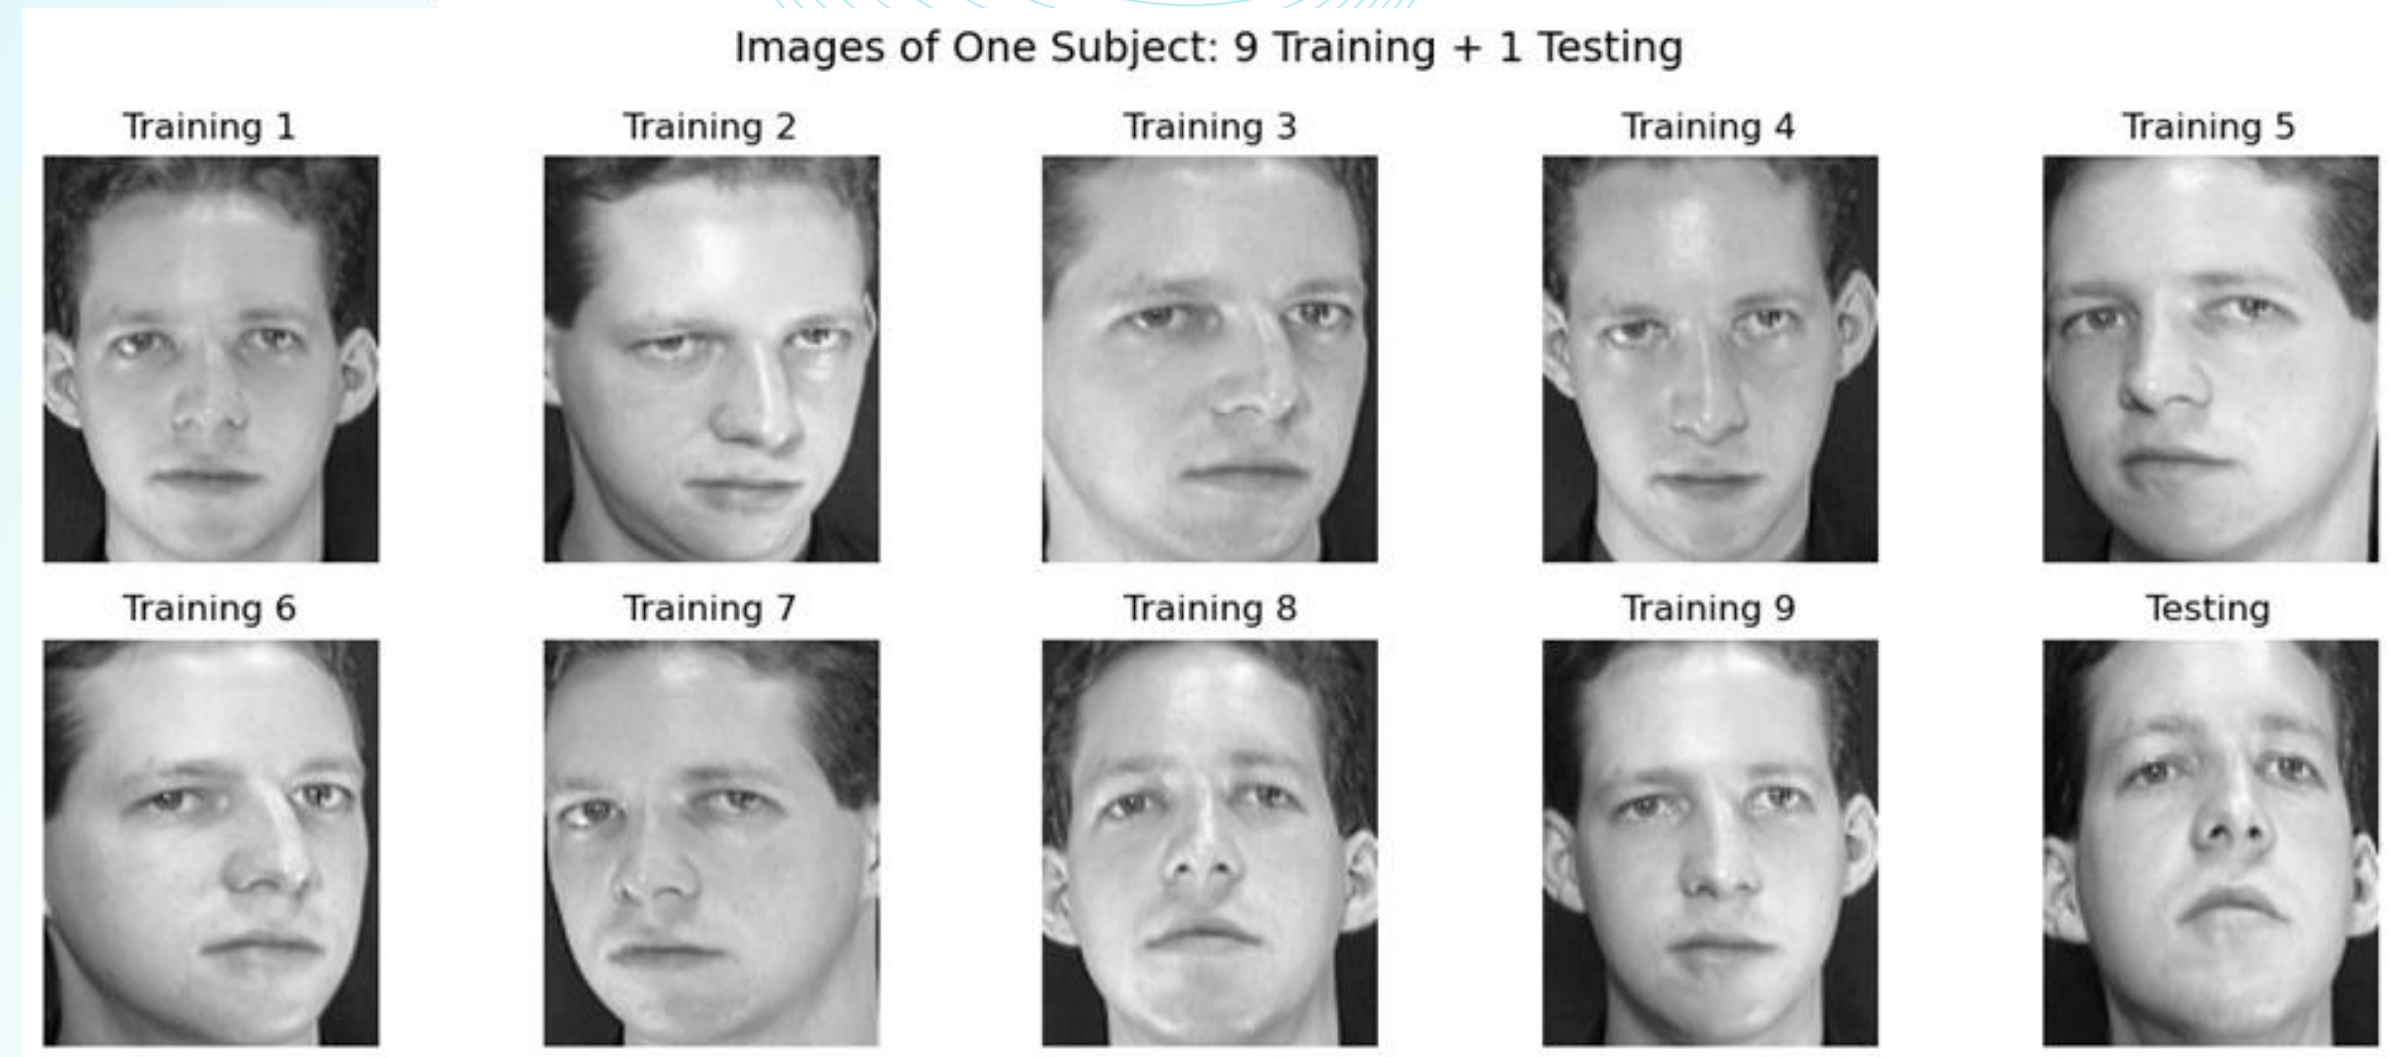 Images of One Subject: 9 Training + 1 Testing
Training 1
Training 2
Training 3
Training 4
Training 5
Training 6
Training 7
Training 8
Training 9
Testing